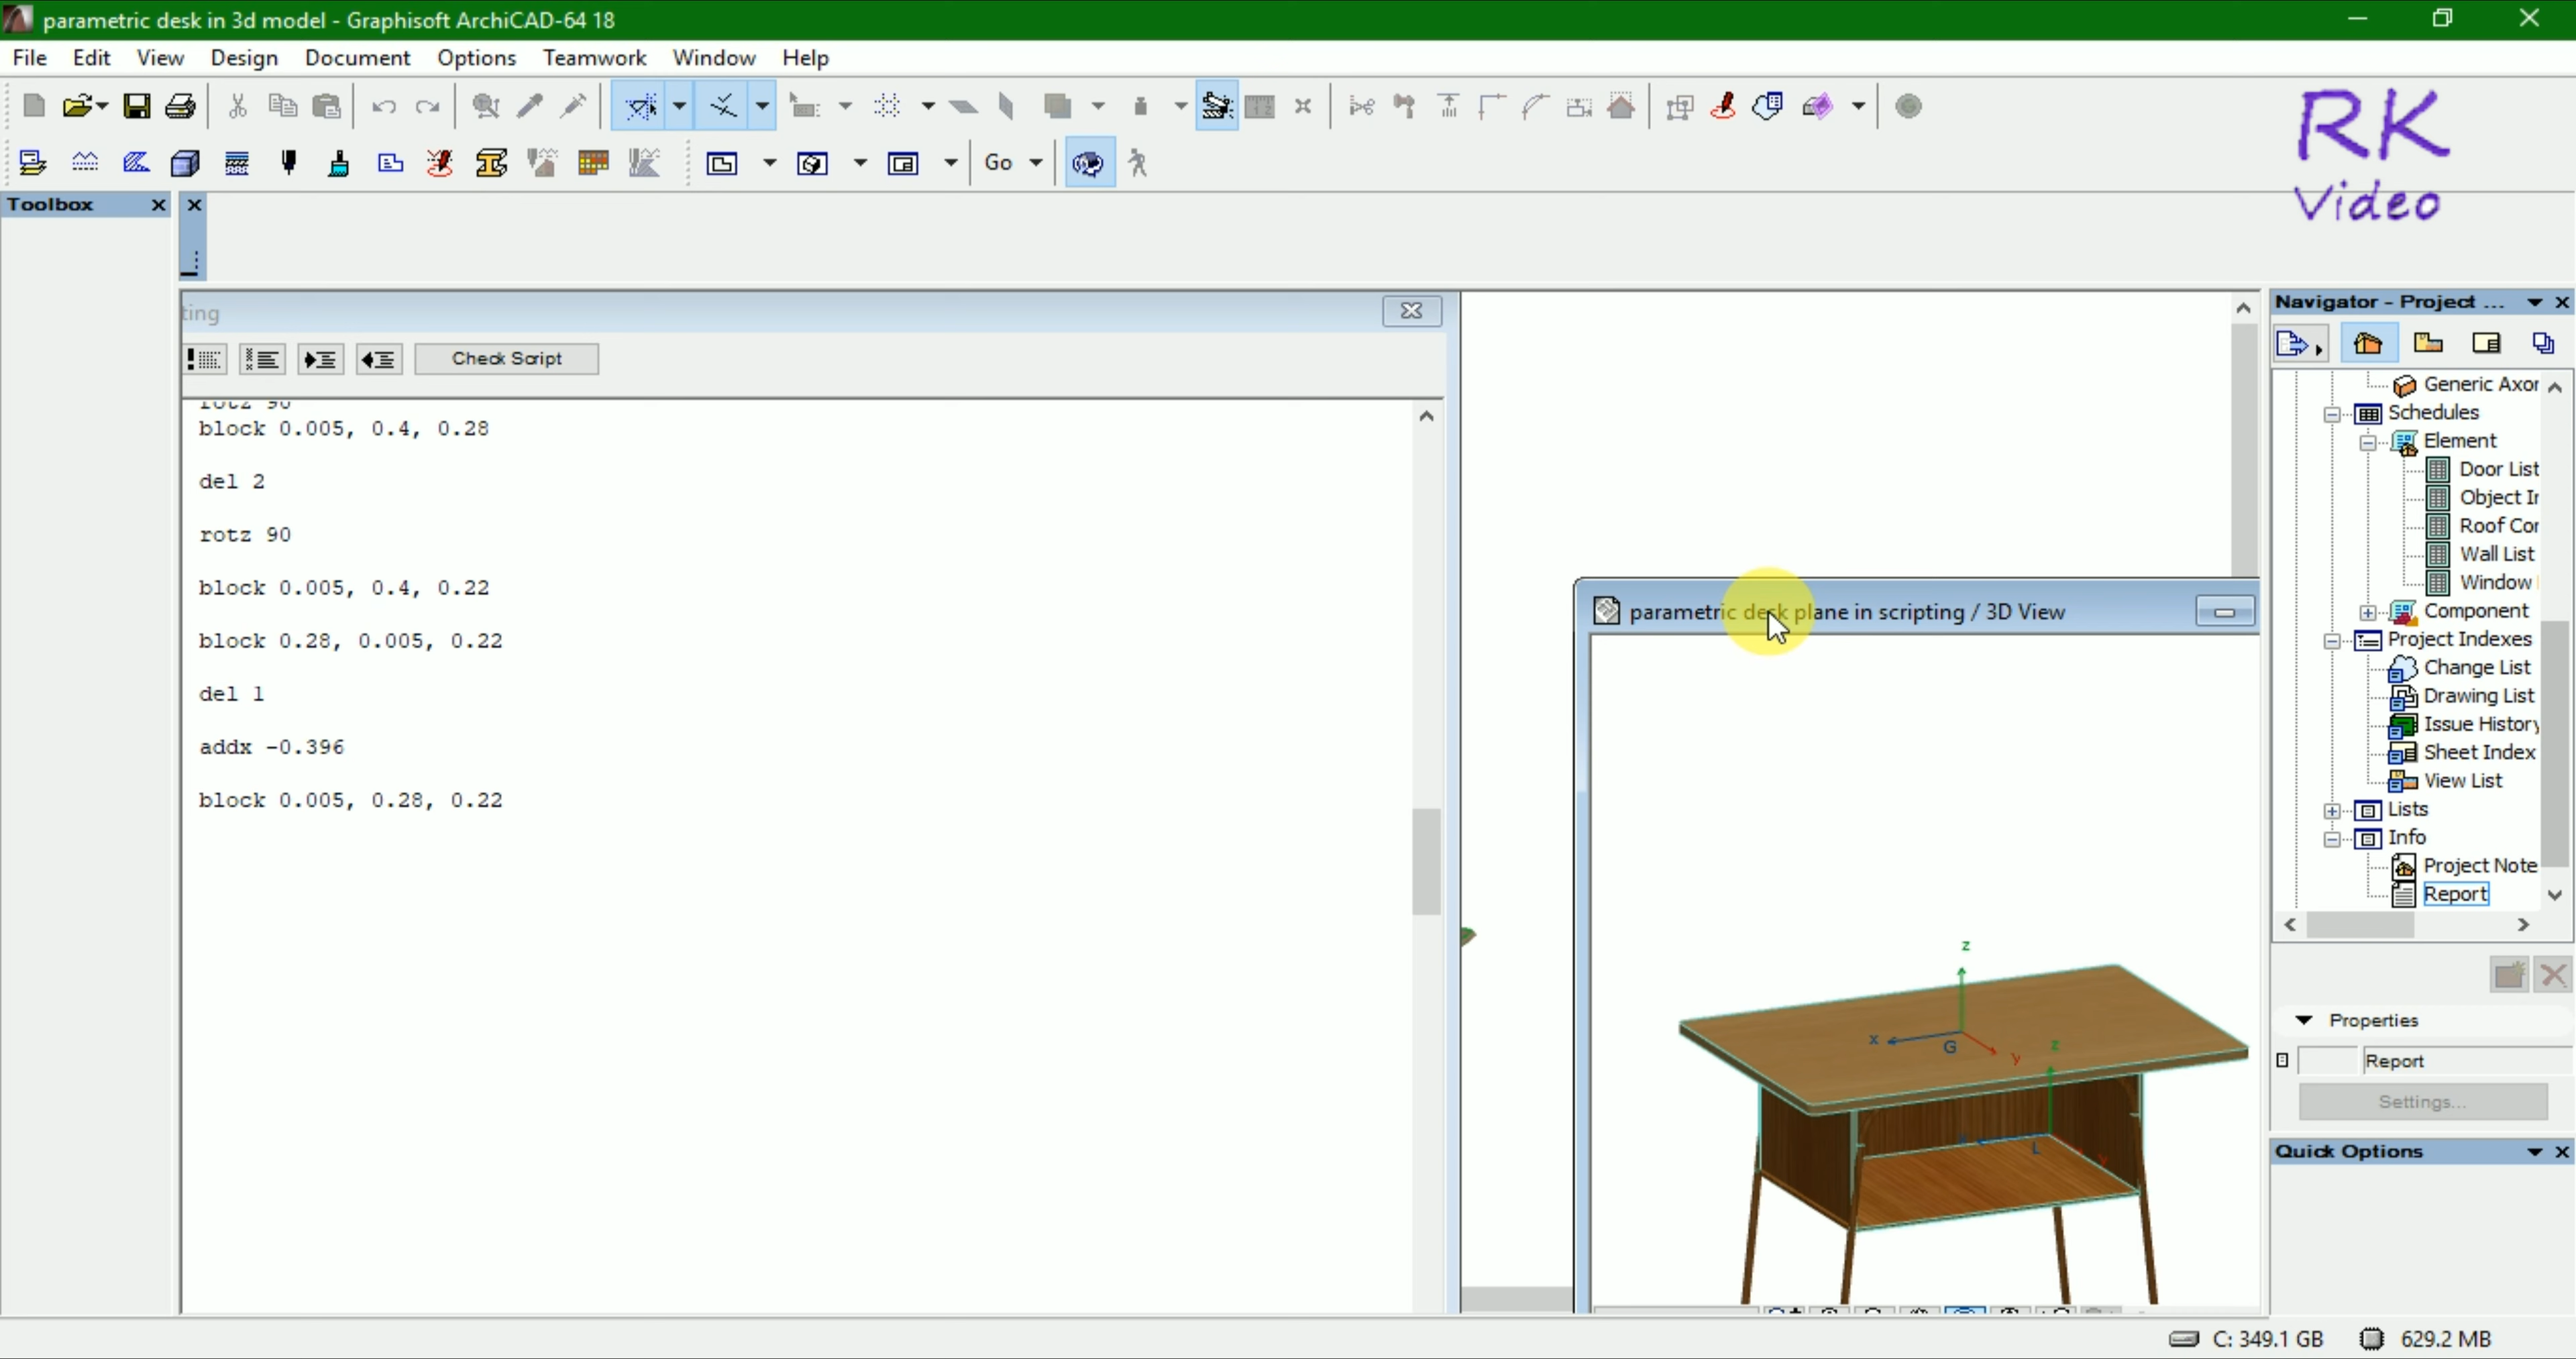 parametric desk in 3d model - Graphisoft ArchiCAD-64 18
File Edit View Design Document Options Teamwork Window Help
RK
Video
Go
Toolbox
ting
Check Script
rotz 90
block 0.005, 0.4, 0.28
del 2
rotz 90
block 0.005, 0.4, 0.22
block 0.28, 0.005, 0.22
del 1
addx -0.396
block 0.005, 0.28, 0.22
parametric desk plane in scripting / 3D View
z
x
G
y
z
L
y
Navigator - Project ...
Generic Axor
Schedules
Element
Door List
Object Ir
Roof Cor
Wall List
Window
Component
Project Indexes
Change List
Drawing List
Issue History
Sheet Index
View List
Lists
Info
Project Note
Report
Properties
Report
Settings...
Quick Options
C: 349.1 GB
629.2 MB